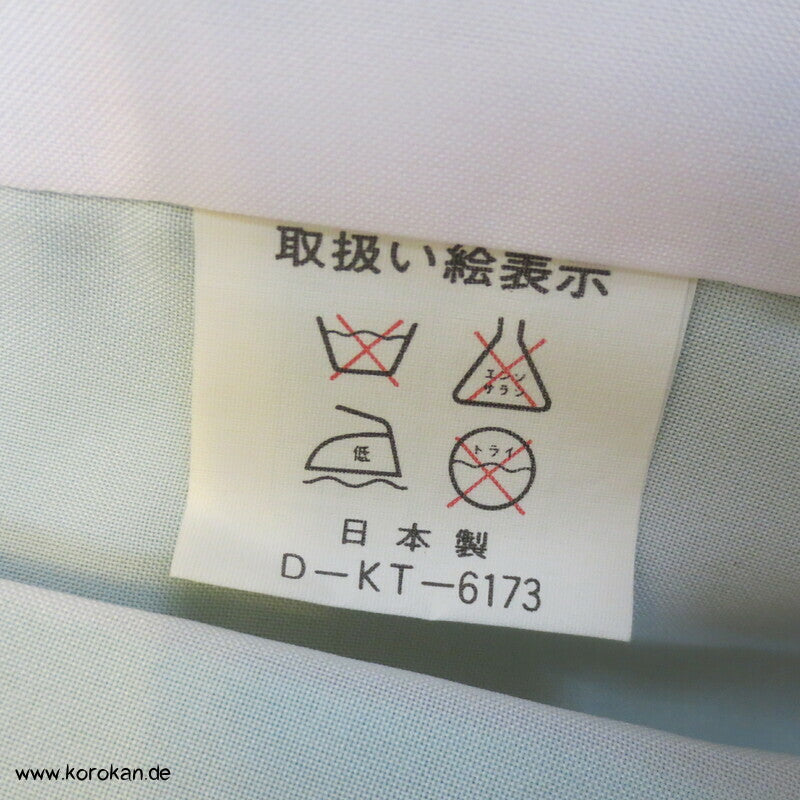 取扱い絵表示
エンソ
サラシ
低
ドライ
日本製
D-KT-6173
www.korokan.de